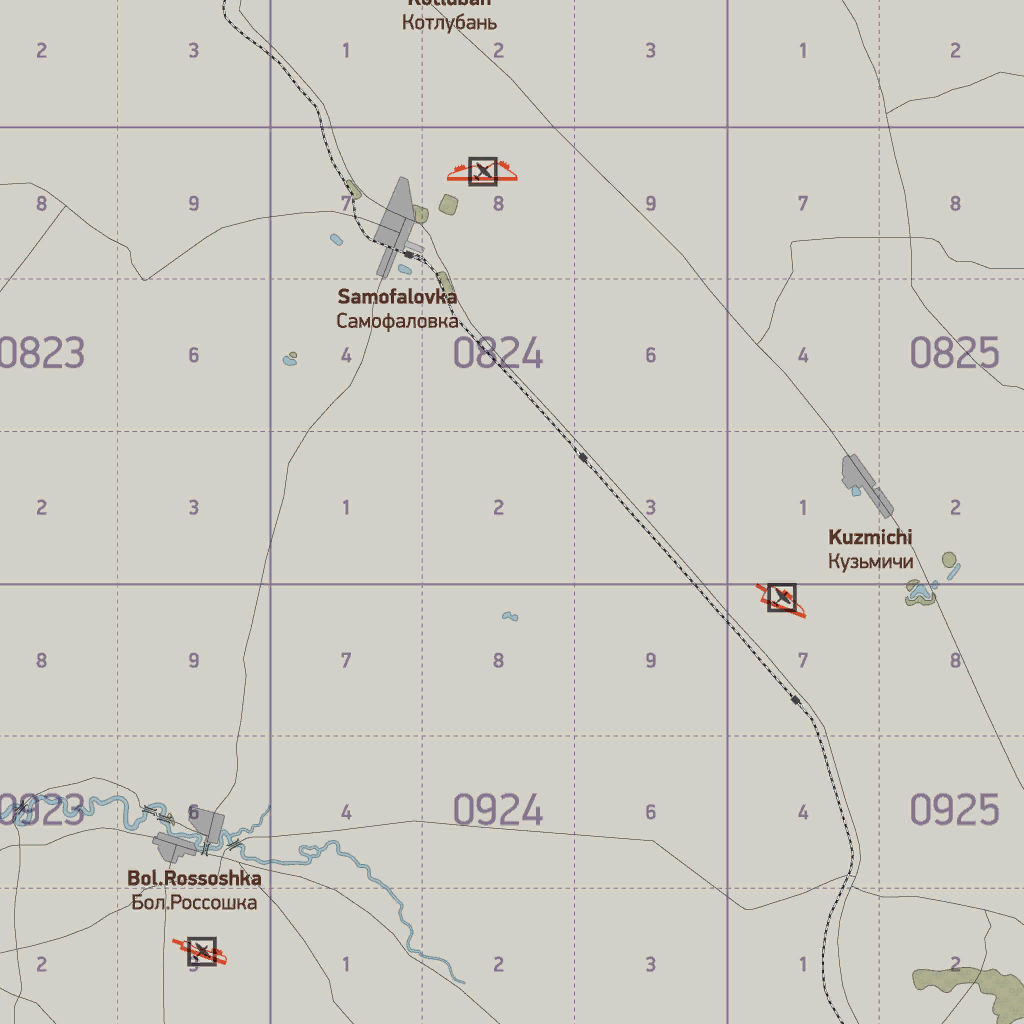 Kotluban
Котлубань
2 3 1 2 3 1 2
8 9 7 8 9 7 8
Samofalovka
Самофаловка
0823 6 4 0824 6 4 0825
2 3 1 2 3 1 2
Kuzmichi
Кузьмичи
8 9 7 8 9 7 8
0923 6 4 0924 6 4 0925
Bol.Rossoshka
Бол.Россошка
2 3 1 2 3 1 2